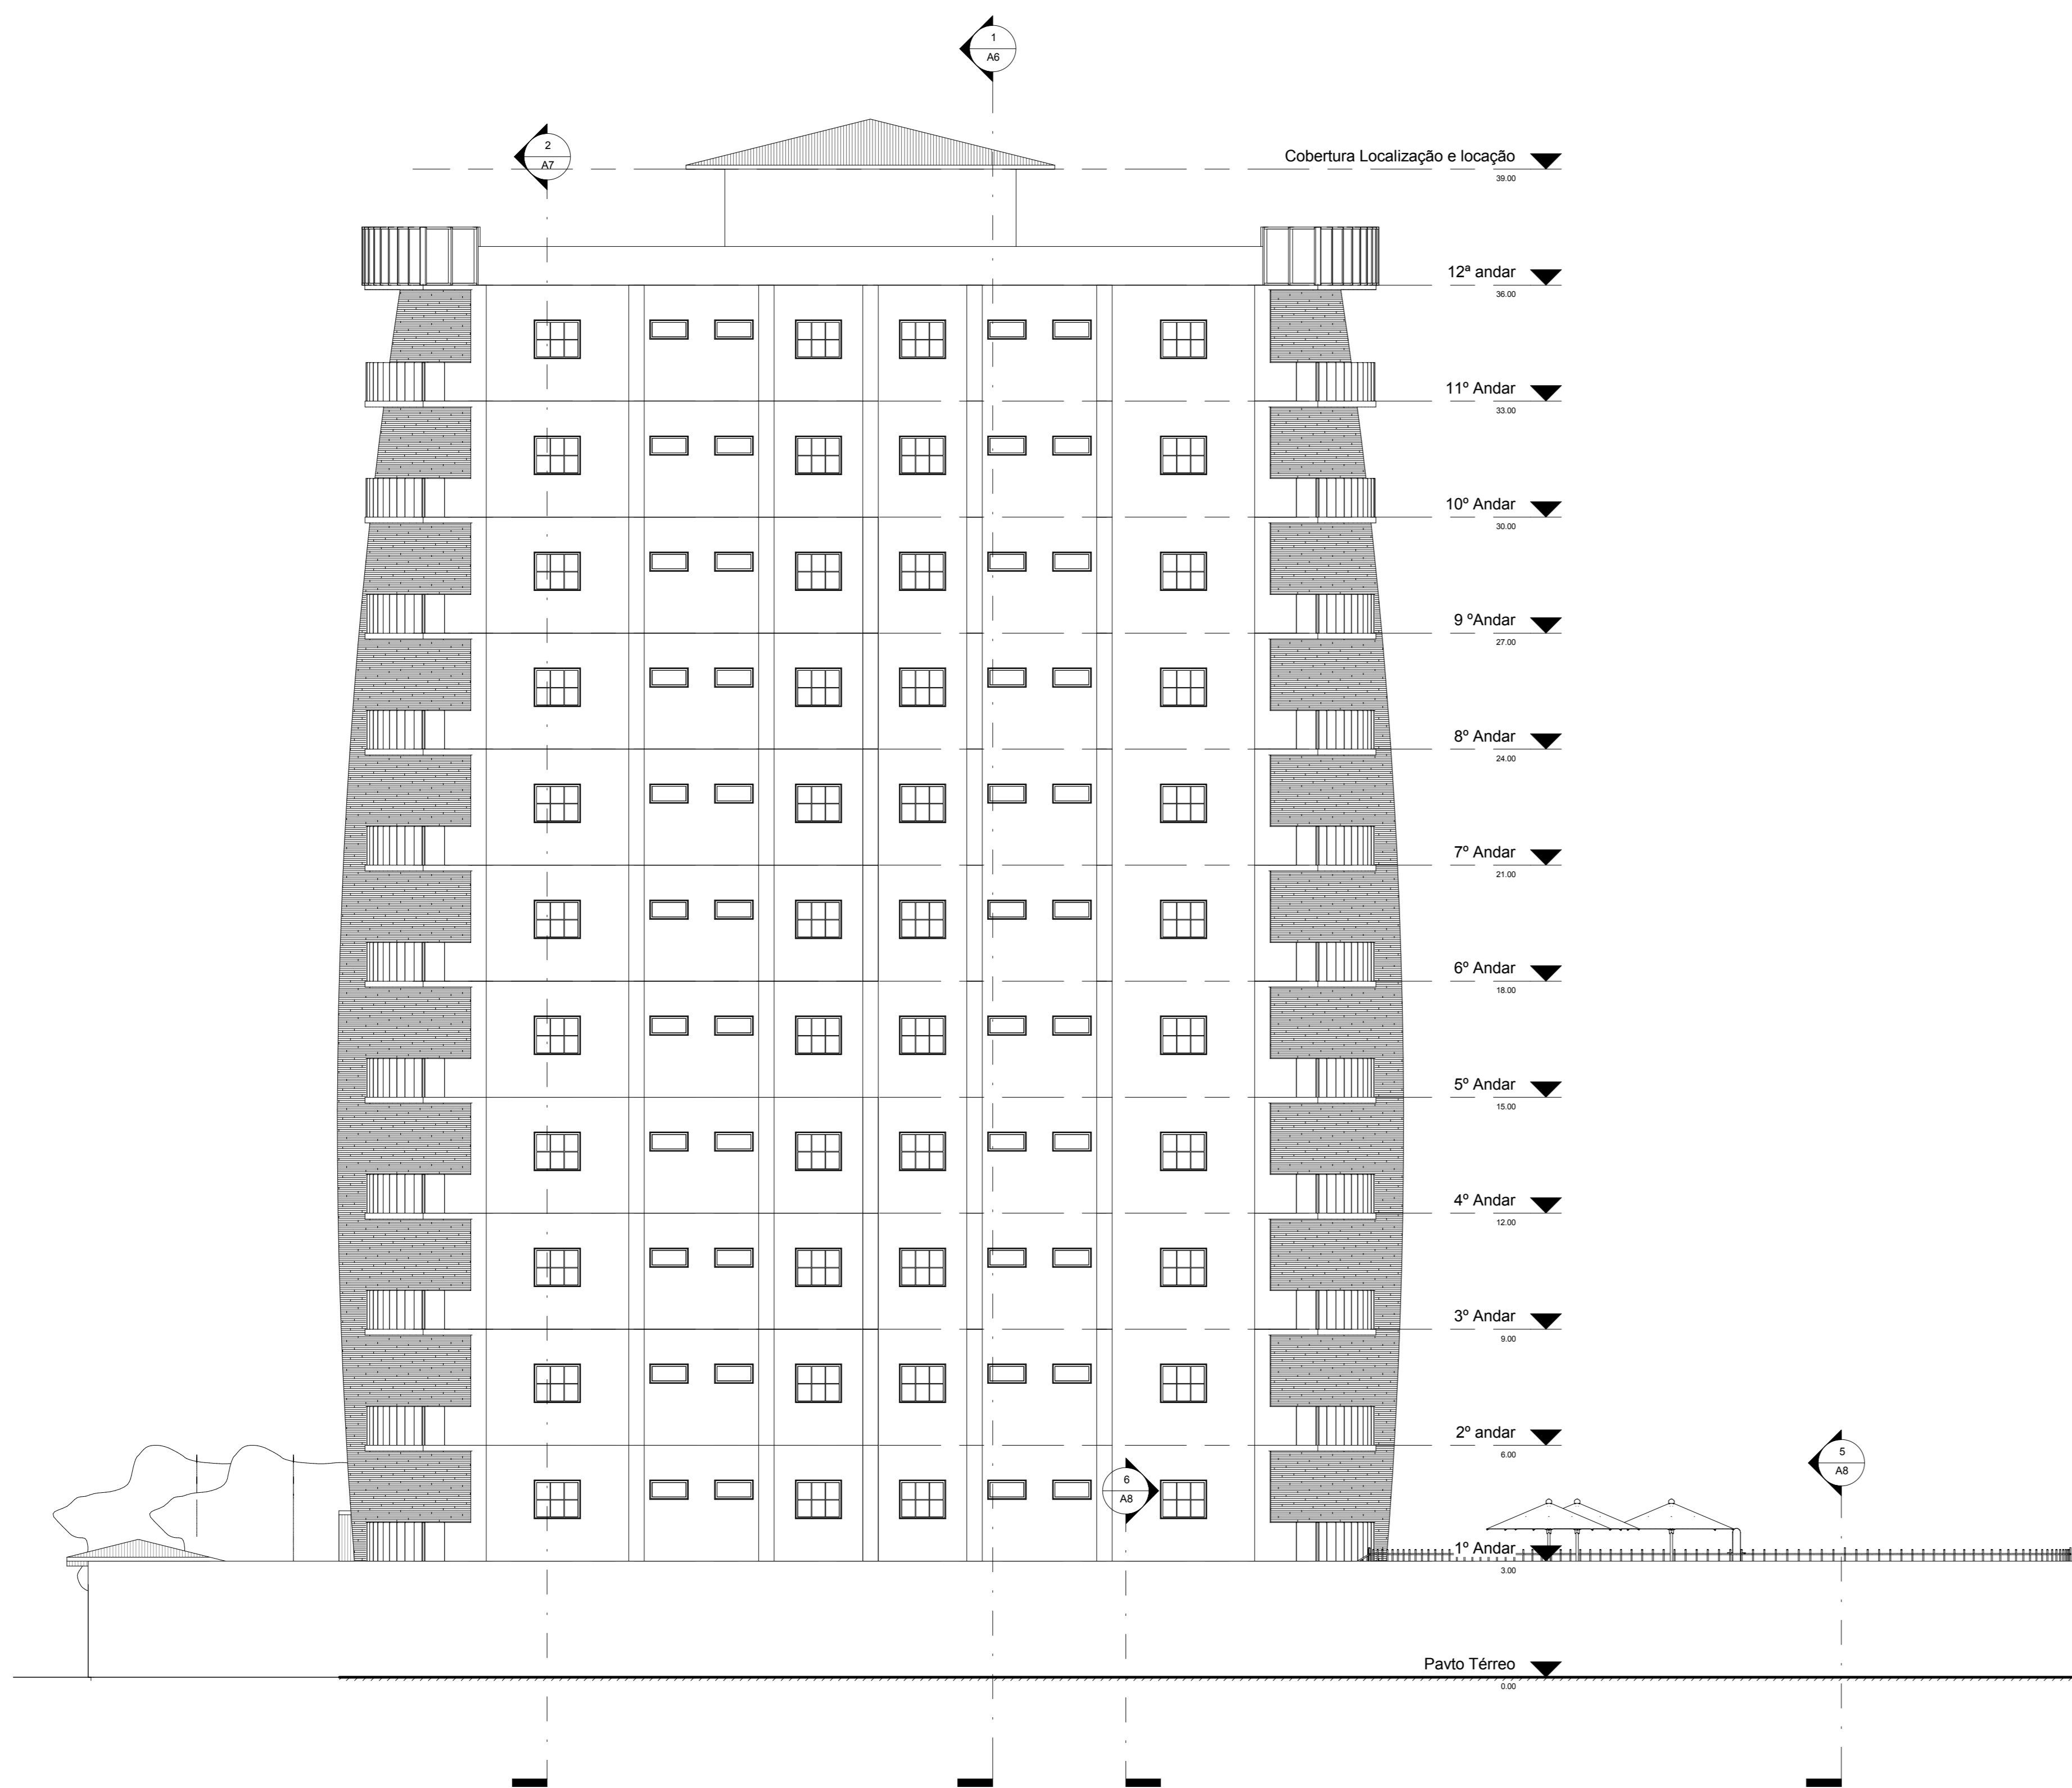 1
A6
2
A7
Cobertura Localização e locação
39.00
12ª andar
36.00
11º Andar
33.00
10º Andar
30.00
9 ºAndar
27.00
8º Andar
24.00
7º Andar
21.00
6º Andar
18.00
5º Andar
15.00
4º Andar
12.00
3º Andar
9.00
2º andar
6.00
5
A8
6
A8
1º Andar
3.00
Pavto Térreo
0.00